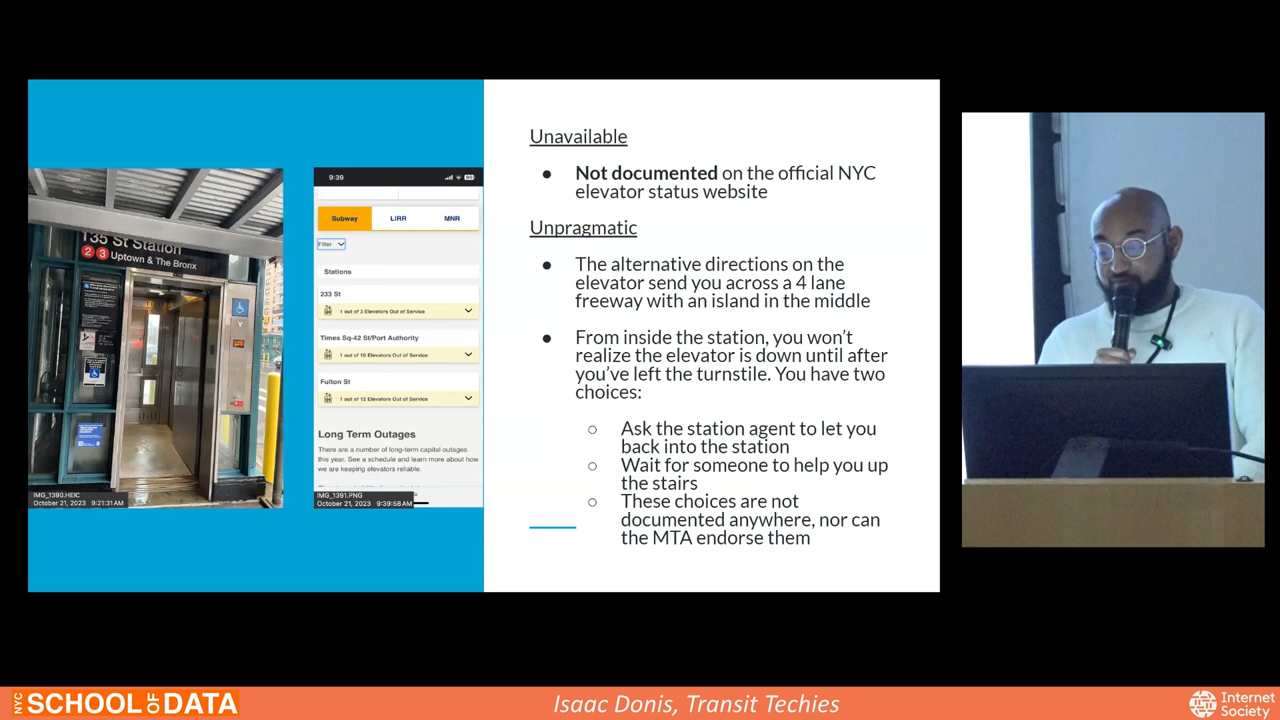 135 St Station
2 3 Uptown & The Bronx
IMG_1390.HEIC
October 21, 2023 9:21:31 AM
9:39
Subway
LIRR
MNR
Filter
Stations
233 St
1 out of 2 Elevators Out of Service
Times Sq-42 St/Port Authority
1 out of 10 Elevators Out of Service
Fulton St
1 out of 12 Elevators Out of Service
Long Term Outages
There are a number of long-term capital outages
this year. See a schedule and learn more about how
we are keeping elevators reliable.
IMG_1391.PNG
October 21, 2023 9:39:58 AM
Unavailable
● Not documented on the official NYC
elevator status website
Unpragmatic
● The alternative directions on the
elevator send you across a 4 lane
freeway with an island in the middle
● From inside the station, you won’t
realize the elevator is down until after
you’ve left the turnstile. You have two
choices:
○ Ask the station agent to let you
back into the station
○ Wait for someone to help you up
the stairs
○ These choices are not
documented anywhere, nor can
the MTA endorse them
NYC SCHOOL OF DATA
Isaac Donis, Transit Techies
Internet
Society